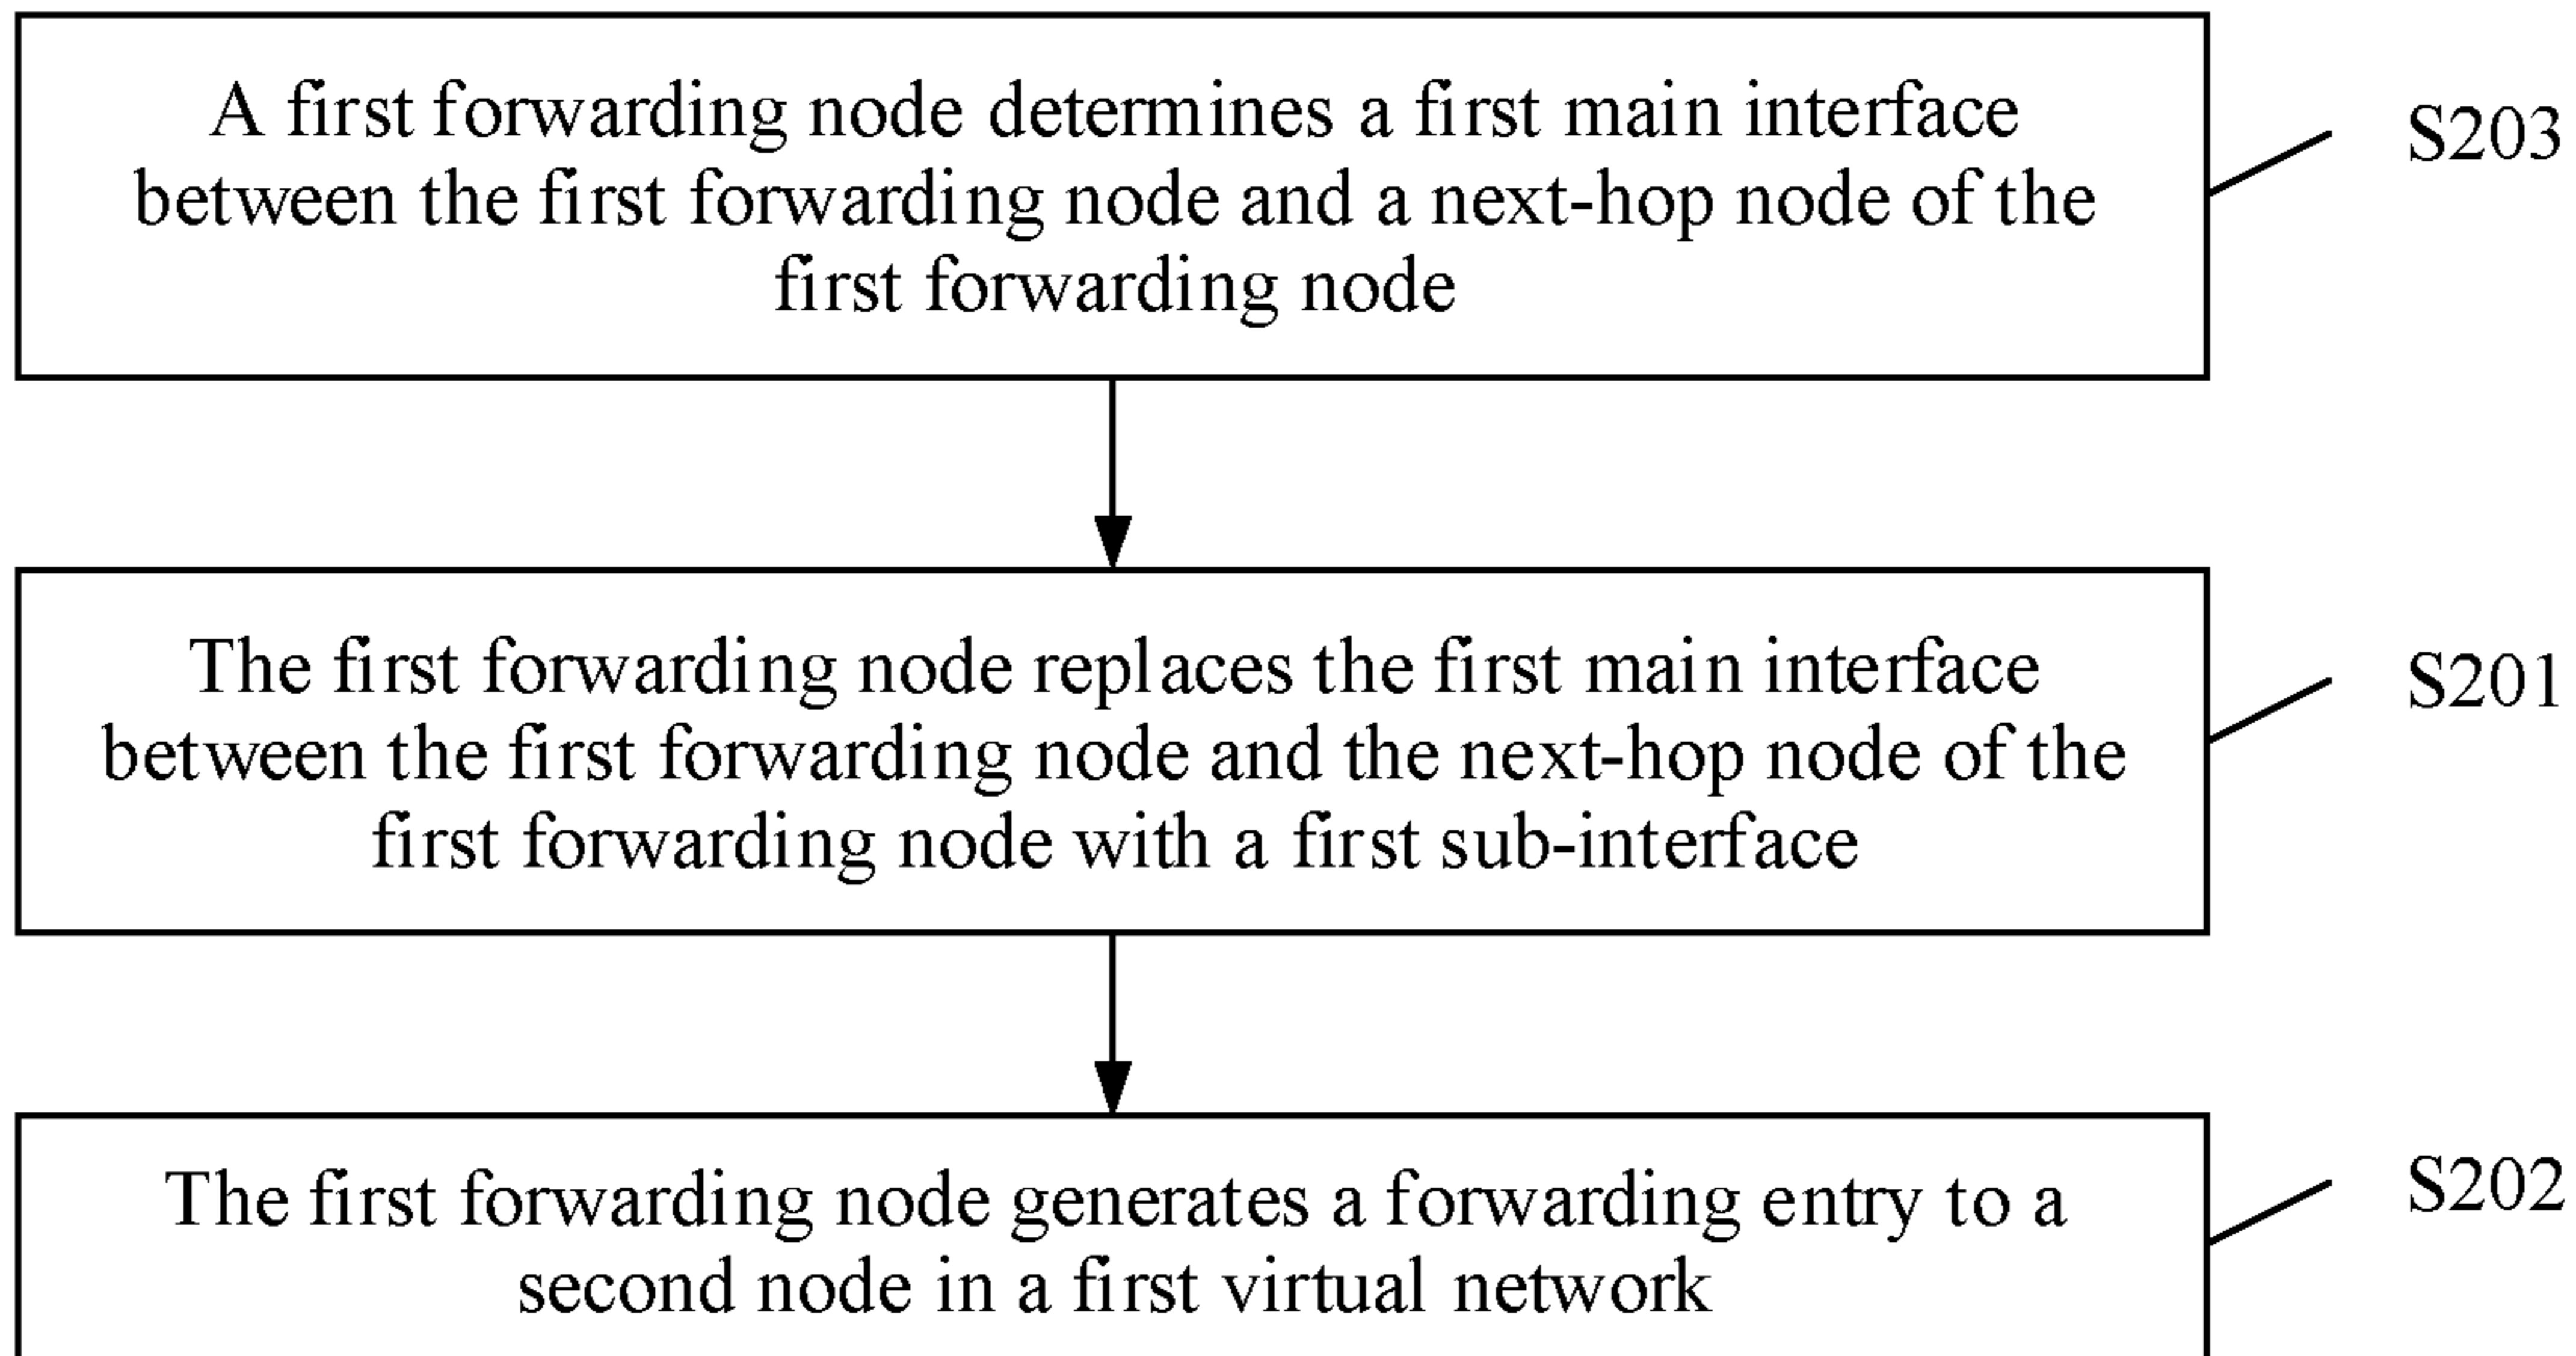 A first forwarding node determines a first main interface
between the first forwarding node and a next-hop node of the
first forwarding node
S203
The first forwarding node replaces the first main interface
between the first forwarding node and the next-hop node of the
first forwarding node with a first sub-interface
S201
The first forwarding node generates a forwarding entry to a
second node in a first virtual network
S202